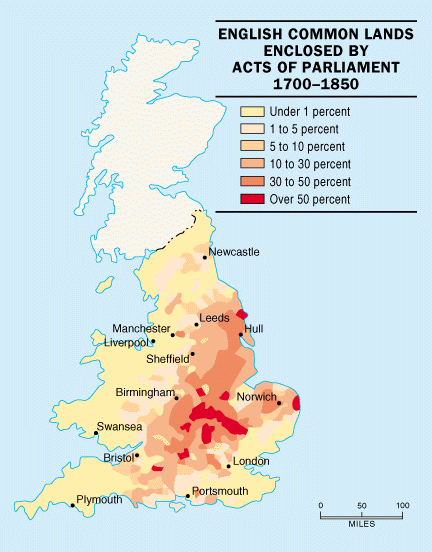 ENGLISH COMMON LANDS
ENCLOSED BY
ACTS OF PARLIAMENT
1700–1850
Under 1 percent
1 to 5 percent
5 to 10 percent
10 to 30 percent
30 to 50 percent
Over 50 percent
Newcastle
Leeds
Manchester
Hull
Liverpool
Sheffield
Birmingham
Norwich
Swansea
Bristol
London
Portsmouth
Plymouth
0 50 100
MILES